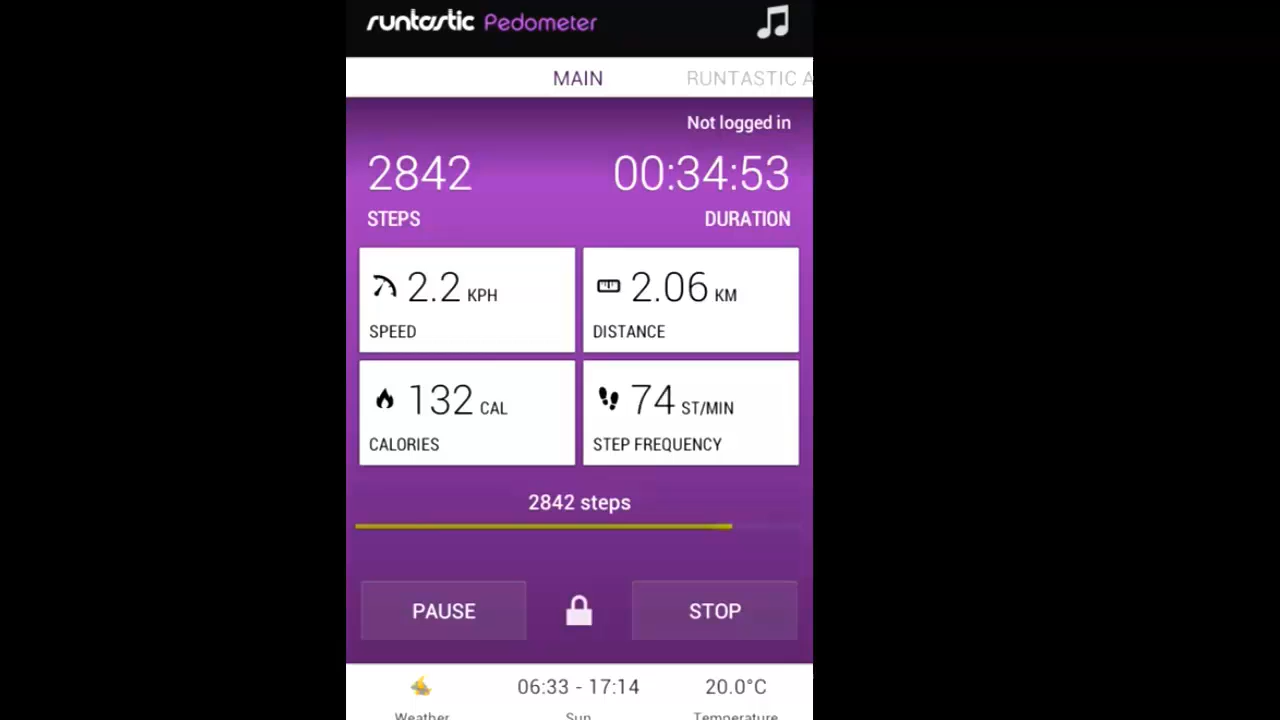 runtastic Pedometer
MAIN RUNTASTIC A
Not logged in
2842 00:34:53
STEPS DURATION
2.2 KPH 2.06 KM
SPEED DISTANCE
132 CAL 74 ST/MIN
CALORIES STEP FREQUENCY
2842 steps
PAUSE STOP
06:33 - 17:14 20.0°C
Weather Sun Temperature